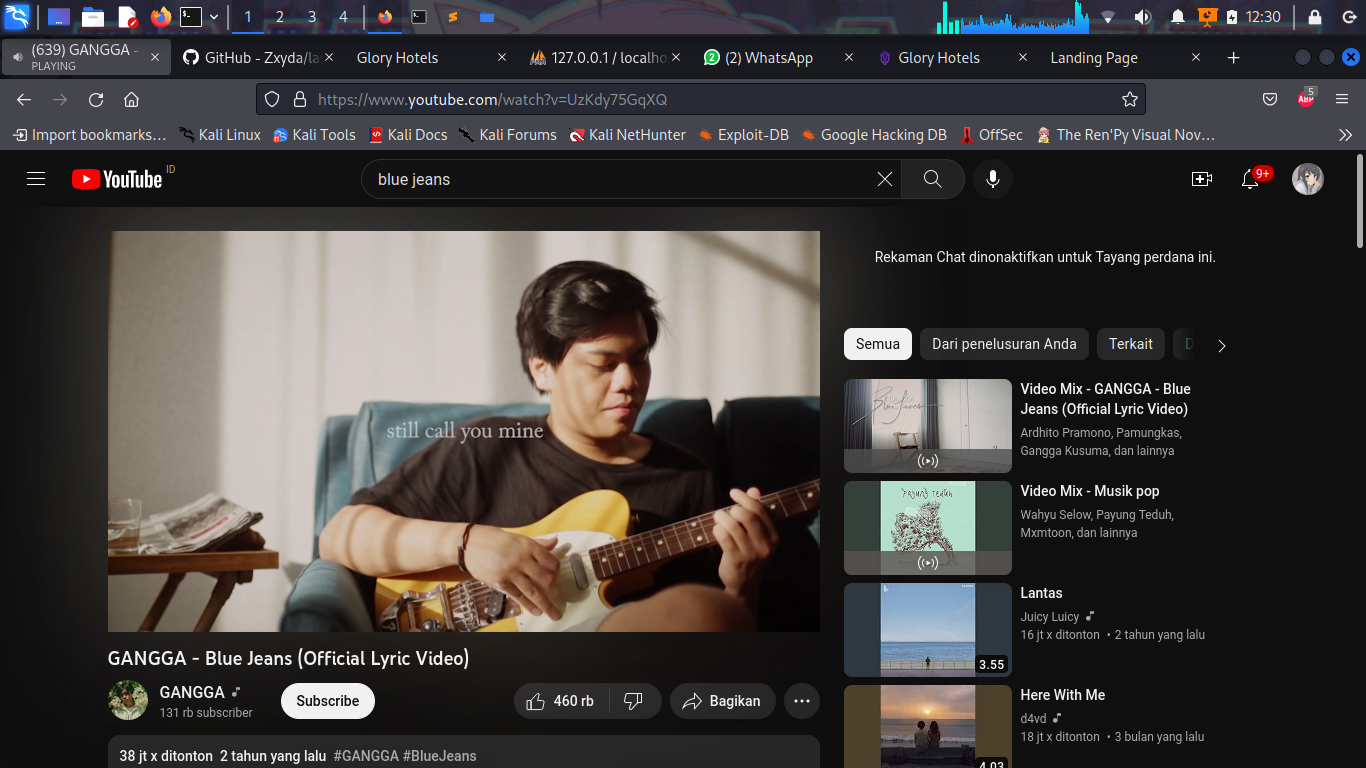 1 2 3 4
12:30
(639) GANGGA -
PLAYING
GitHub - Zxyda/la
Glory Hotels
127.0.0.1 / localho
(2) WhatsApp
Glory Hotels
Landing Page
https://www.youtube.com/watch?v=UzKdy75GqXQ
ABP
5
Import bookmarks...
Kali Linux
Kali Tools
Kali Docs
Kali Forums
Kali NetHunter
Exploit-DB
Google Hacking DB
OffSec
The Ren'Py Visual Nov...
YouTube ID
blue jeans
9+
still call you mine
Rekaman Chat dinonaktifkan untuk Tayang perdana ini.
Semua
Dari penelusuran Anda
Terkait
D
Blue Jeans
Video Mix - GANGGA - Blue
Jeans (Official Lyric Video)
Ardhito Pramono, Pamungkas,
Gangga Kusuma, dan lainnya
PAYUNG TEDUH
Video Mix - Musik pop
Wahyu Selow, Payung Teduh,
Mxmtoon, dan lainnya
3.55
Lantas
Juicy Luicy
16 jt x ditonton • 2 tahun yang lalu
4.03
Here With Me
d4vd
18 jt x ditonton • 3 bulan yang lalu
GANGGA - Blue Jeans (Official Lyric Video)
GANGGA
131 rb subscriber
Subscribe
460 rb
Bagikan
38 jt x ditonton 2 tahun yang lalu #GANGGA #BlueJeans